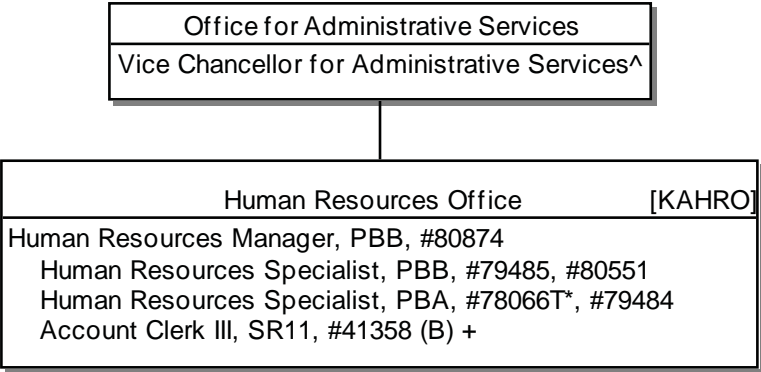 Office for Administrative Services
Vice Chancellor for Administrative Services^
Human Resources Office [KAHRO]
Human Resources Manager, PBB, #80874
Human Resources Specialist, PBB, #79485, #80551
Human Resources Specialist, PBA, #78066T*, #79484
Account Clerk III, SR11, #41358 (B) +